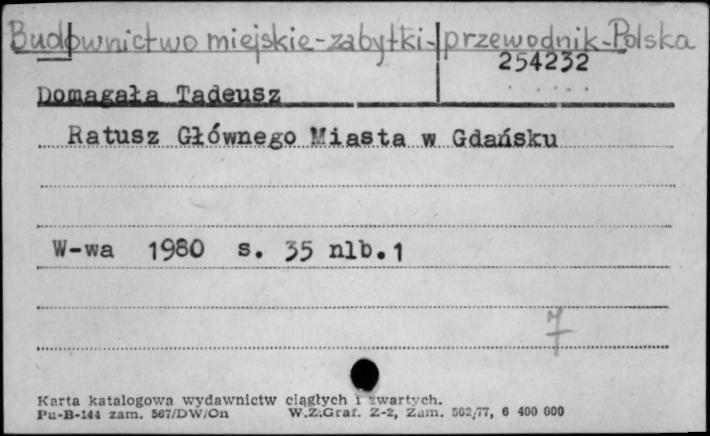 Budownictwo miejskie-zabytki-przewodnik-Polska
254232
Domagała Tadeusz
Ratusz Głównego Miasta w Gdańsku
W-wa 1980 s. 35 nlb.1
7
Karta katalogowa wydawnictw ciągłych i zwartych.
Pu-B-144 zam. 567/DW/On W.Z.Graf. Z-2, Zam. 502/77, 6 400 000